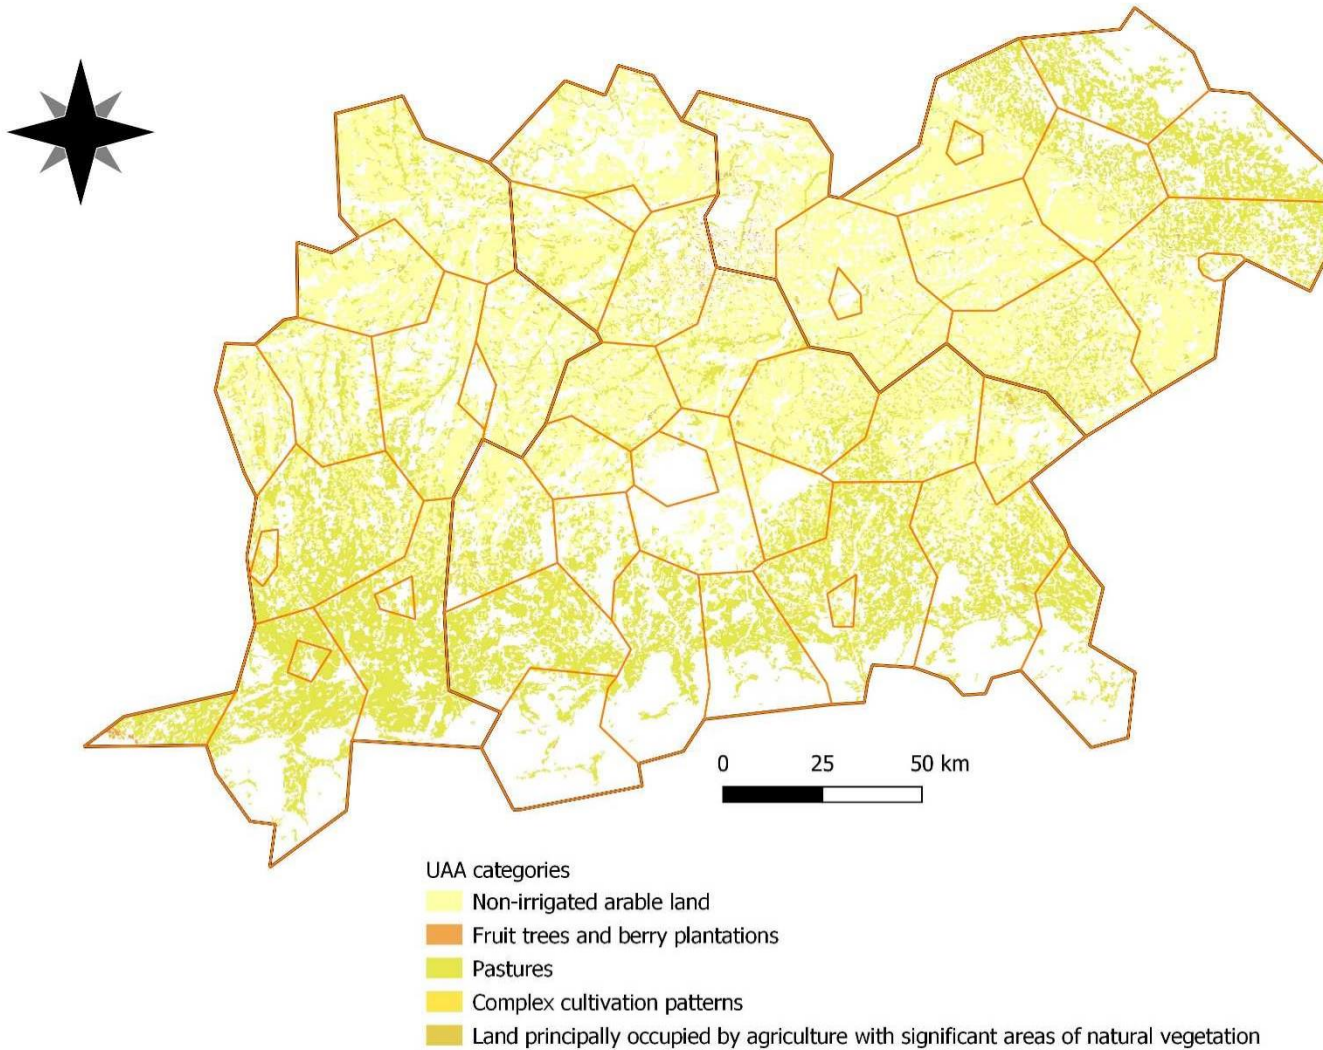 0 25 50 km
UAA categories
Non-irrigated arable land
Fruit trees and berry plantations
Pastures
Complex cultivation patterns
Land principally occupied by agriculture with significant areas of natural vegetation